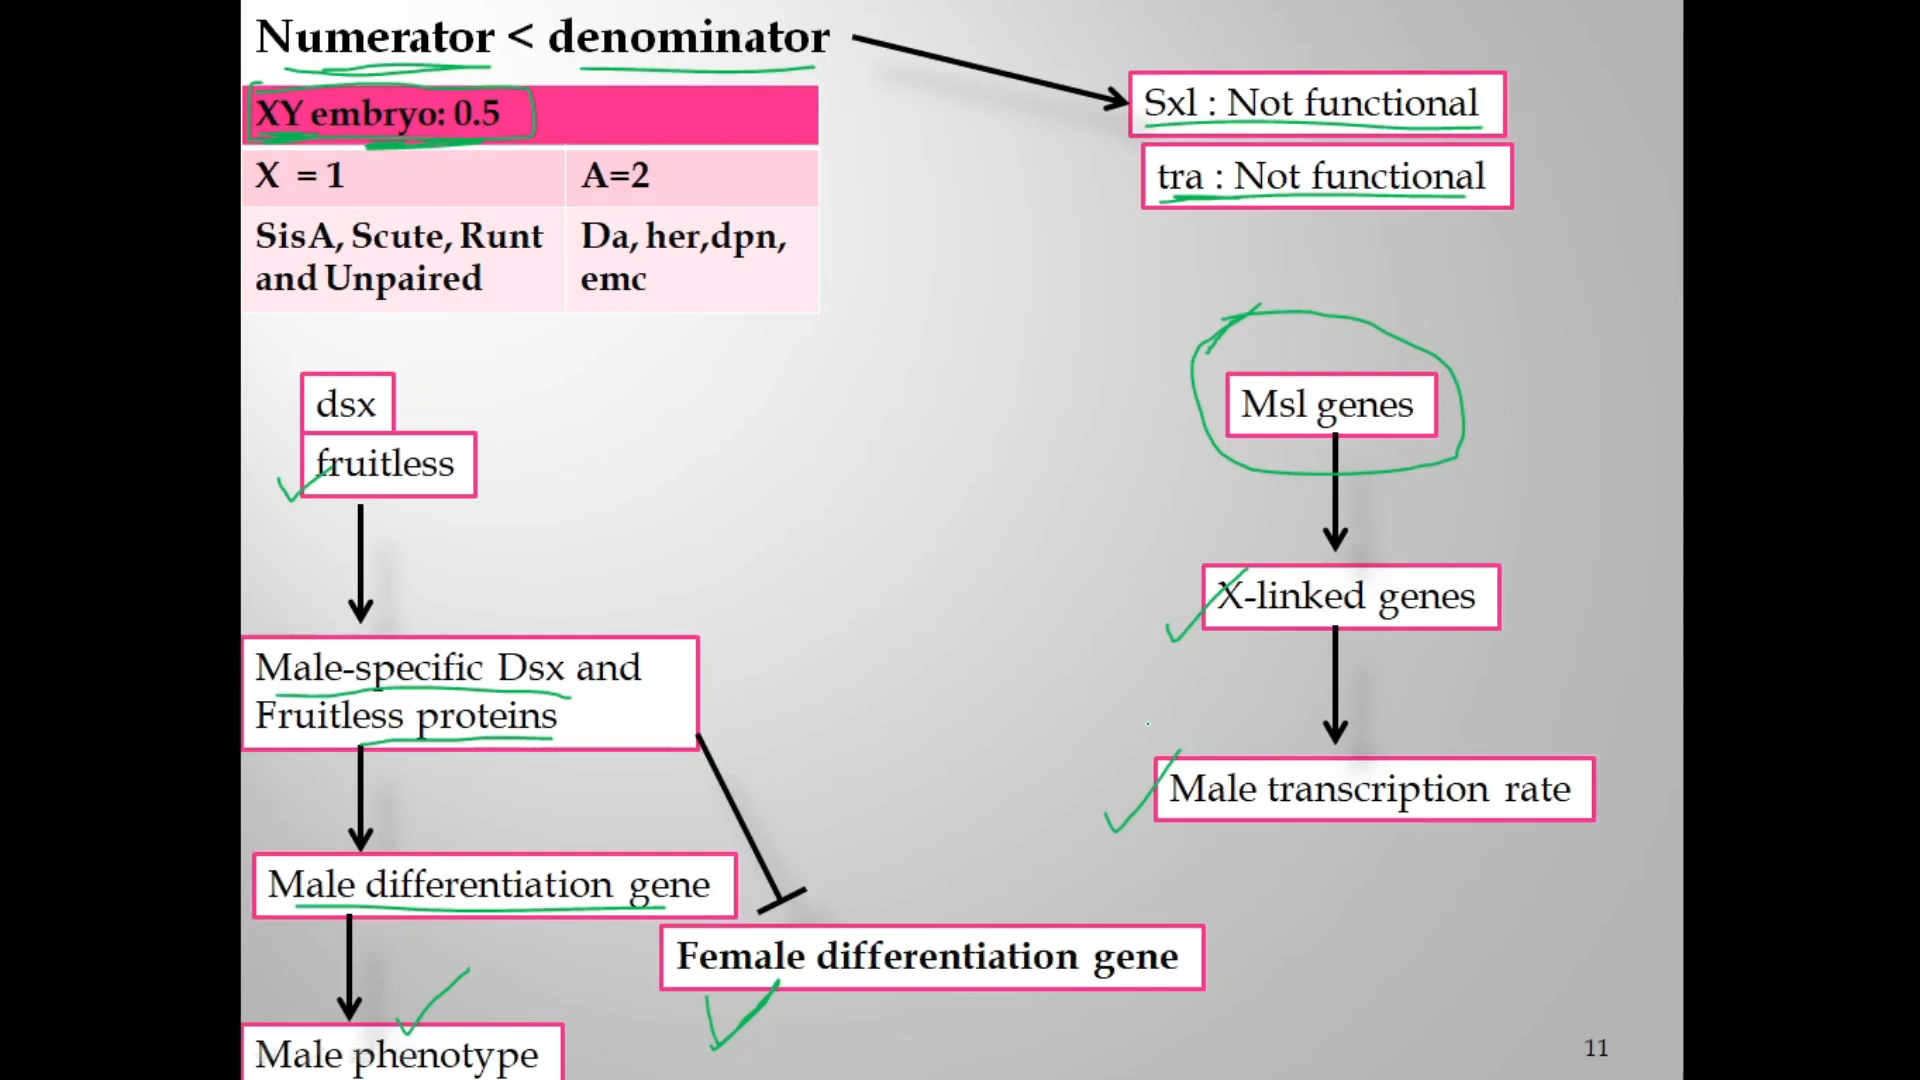 Numerator < denominator
XY embryo: 0.5
X = 1
A=2
SisA, Scute, Runt
and Unpaired
Da, her,dpn,
emc
Sxl : Not functional
tra : Not functional
dsx
fruitless
Male-specific Dsx and
Fruitless proteins
Male differentiation gene
Female differentiation gene
Male phenotype
Msl genes
X-linked genes
Male transcription rate
11